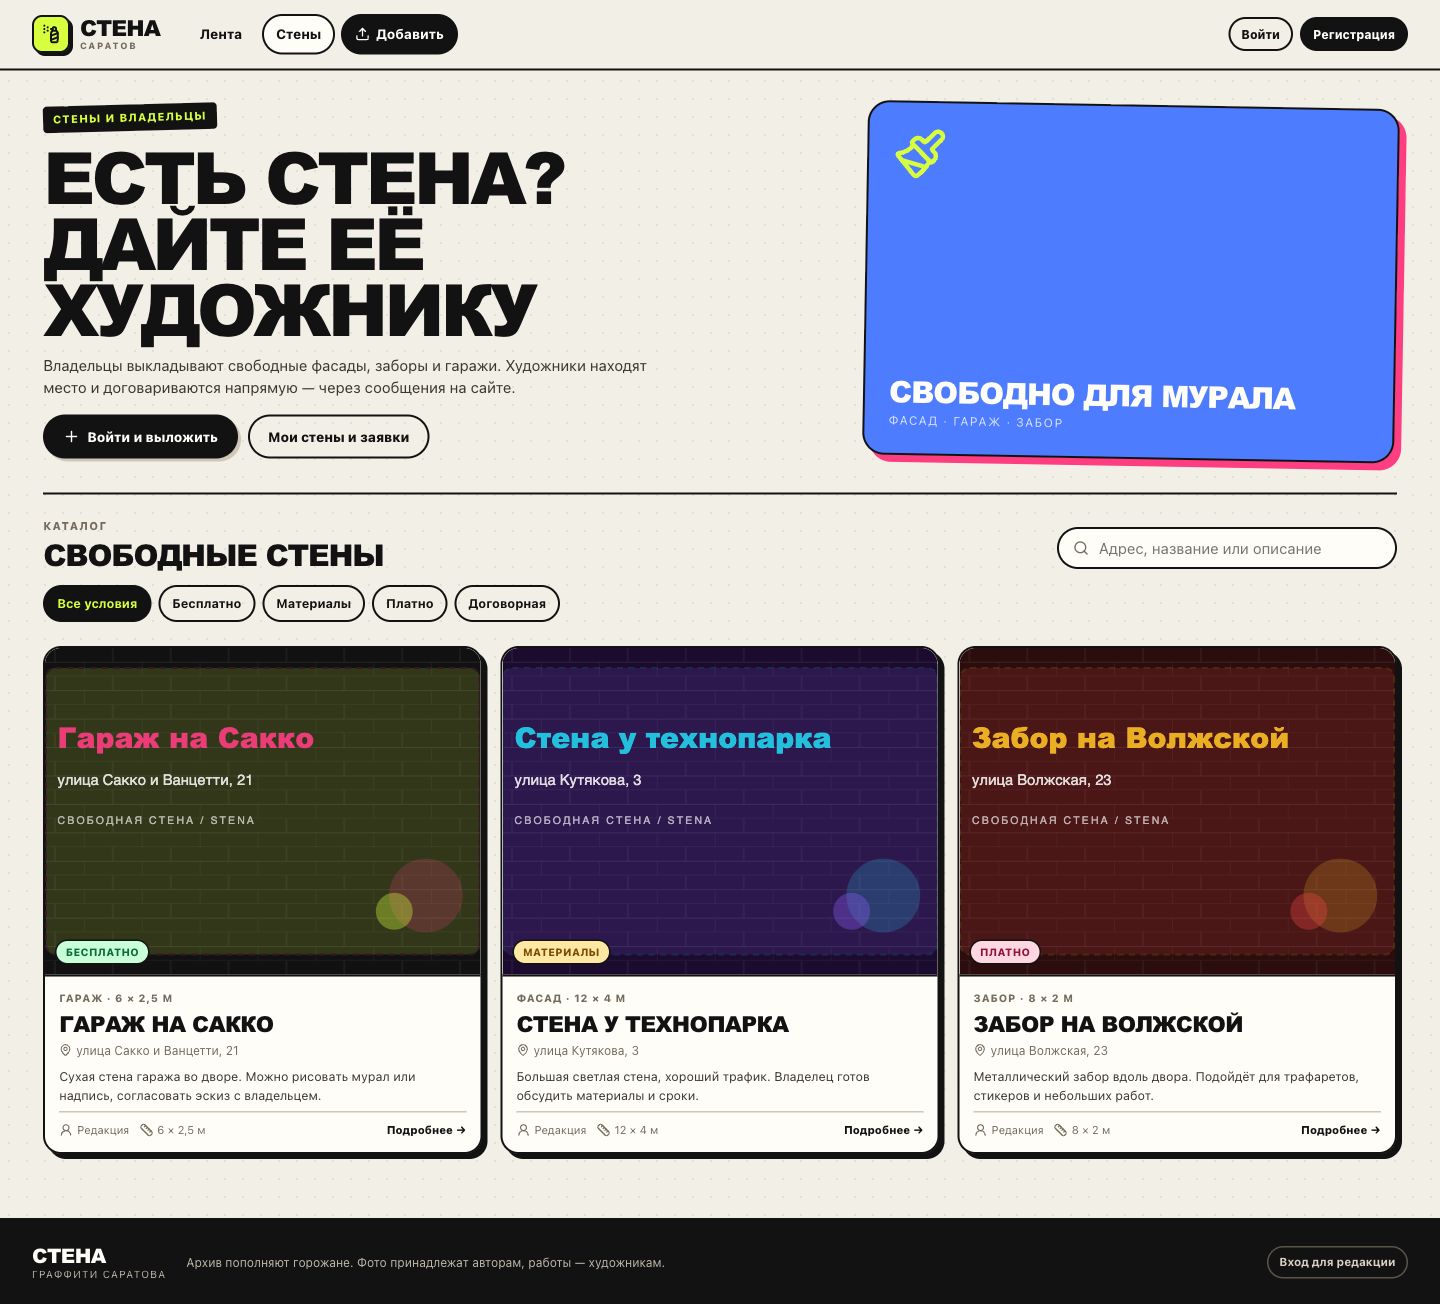 СТЕНА
САРАТОВ
Лента
Стены
Добавить
Войти
Регистрация
СТЕНЫ И ВЛАДЕЛЬЦЫ
ЕСТЬ СТЕНА?
ДАЙТЕ ЕЁ
ХУДОЖНИКУ
Владельцы выкладывают свободные фасады, заборы и гаражи. Художники находят
место и договариваются напрямую — через сообщения на сайте.
Войти и выложить
Мои стены и заявки
СВОБОДНО ДЛЯ МУРАЛА
ФАСАД · ГАРАЖ · ЗАБОР
КАТАЛОГ
СВОБОДНЫЕ СТЕНЫ
Адрес, название или описание
Все условия
Бесплатно
Материалы
Платно
Договорная
Гараж на Сакко
улица Сакко и Ванцетти, 21
СВОБОДНАЯ СТЕНА / STENA
БЕСПЛАТНО
ГАРАЖ · 6 × 2,5 М
ГАРАЖ НА САККО
улица Сакко и Ванцетти, 21
Сухая стена гаража во дворе. Можно рисовать мурал или
надпись, согласовать эскиз с владельцем.
Редакция
6 × 2,5 м
Подробнее →
Стена у технопарка
улица Кутякова, 3
СВОБОДНАЯ СТЕНА / STENA
МАТЕРИАЛЫ
ФАСАД · 12 × 4 М
СТЕНА У ТЕХНОПАРКА
улица Кутякова, 3
Большая светлая стена, хороший трафик. Владелец готов
обсудить материалы и сроки.
Редакция
12 × 4 м
Подробнее →
Забор на Волжской
улица Волжская, 23
СВОБОДНАЯ СТЕНА / STENA
ПЛАТНО
ЗАБОР · 8 × 2 М
ЗАБОР НА ВОЛЖСКОЙ
улица Волжская, 23
Металлический забор вдоль двора. Подойдёт для трафаретов,
стикеров и небольших работ.
Редакция
8 × 2 м
Подробнее →
СТЕНА
ГРАФФИТИ САРАТОВА
Архив пополняют горожане. Фото принадлежат авторам, работы — художникам.
Вход для редакции